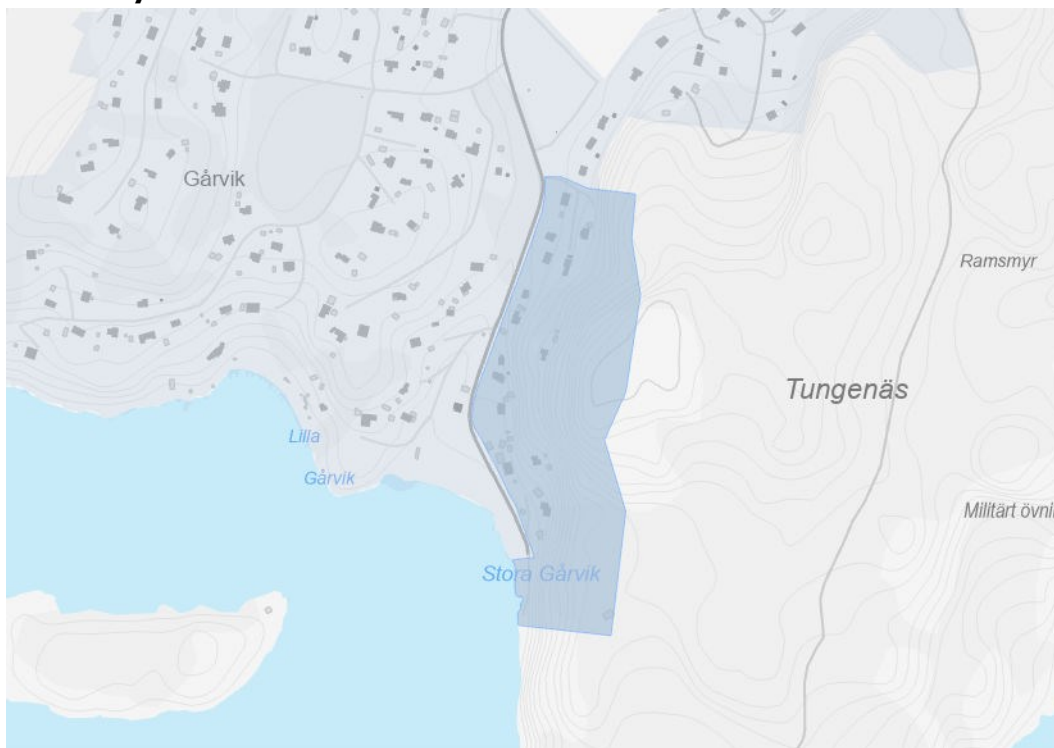 Gårvik
Ramsmyr
Tungenäs
Lilla
Gårvik
Militärt övni
Stora Gårvik